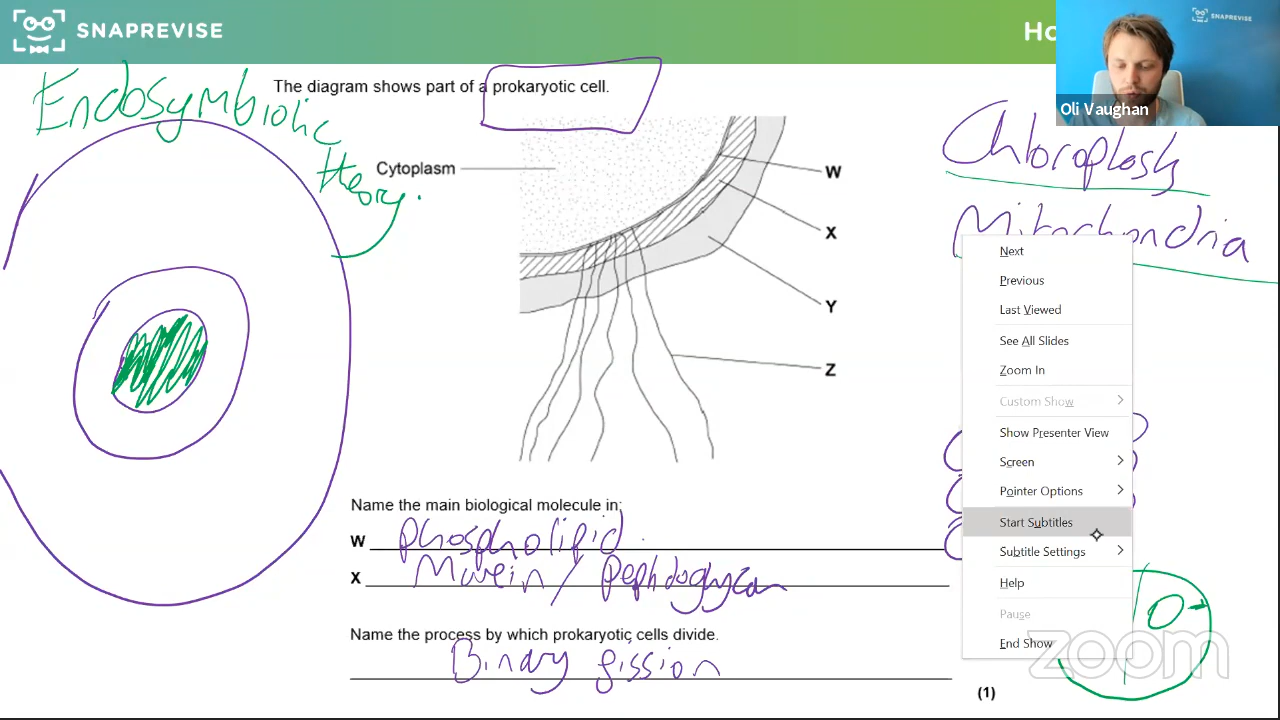 SNAPREVISE
Ho
SNAPREVISE
Oli Vaughan
Endosymbiotic
theory.
The diagram shows part of a prokaryotic cell.
Cytoplasm
W
X
Y
Z
Chloroplasts
Mitochondria
Next
Previous
Last Viewed
See All Slides
Zoom In
Custom Show
Show Presenter View
Screen
Pointer Options
Start Subtitles
Subtitle Settings
Help
Pause
End Show
Name the main biological molecule in:
W phospholipid
X Murein / Peptidoglycan
Name the process by which prokaryotic cells divide.
Binary fission
(1)
zoom